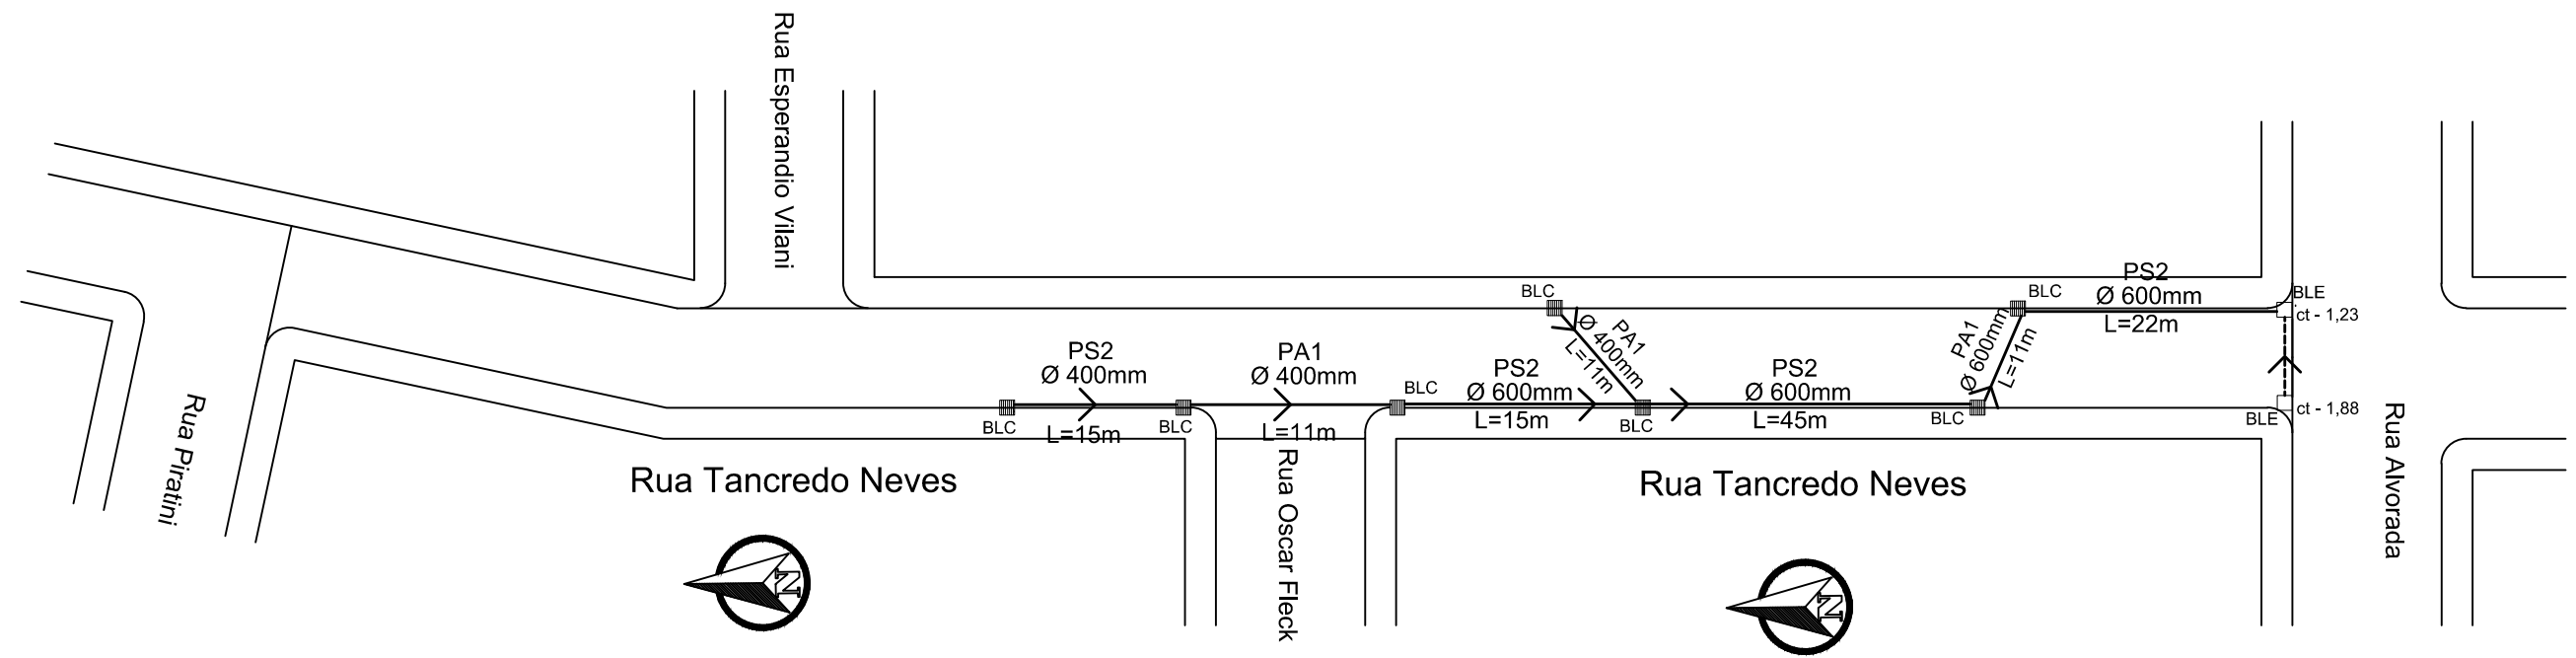 Rua Esperandio Vilani
Rua Piratini
Rua Tancredo Neves
N
BLC
PS2
Ø 400mm
L=15m
BLC
PA1
Ø 400mm
L=11m
Rua Oscar Fleck
BLC
PS2
Ø 600mm
L=15m
BLC
PA1
Ø 400mm
L=11m
BLC
PS2
Ø 600mm
L=45m
Rua Tancredo Neves
N
BLC
PA1
Ø 600mm
L=11m
BLC
PS2
Ø 600mm
L=22m
BLE
ct - 1,23
BLE
ct - 1,88
Rua Alvorada